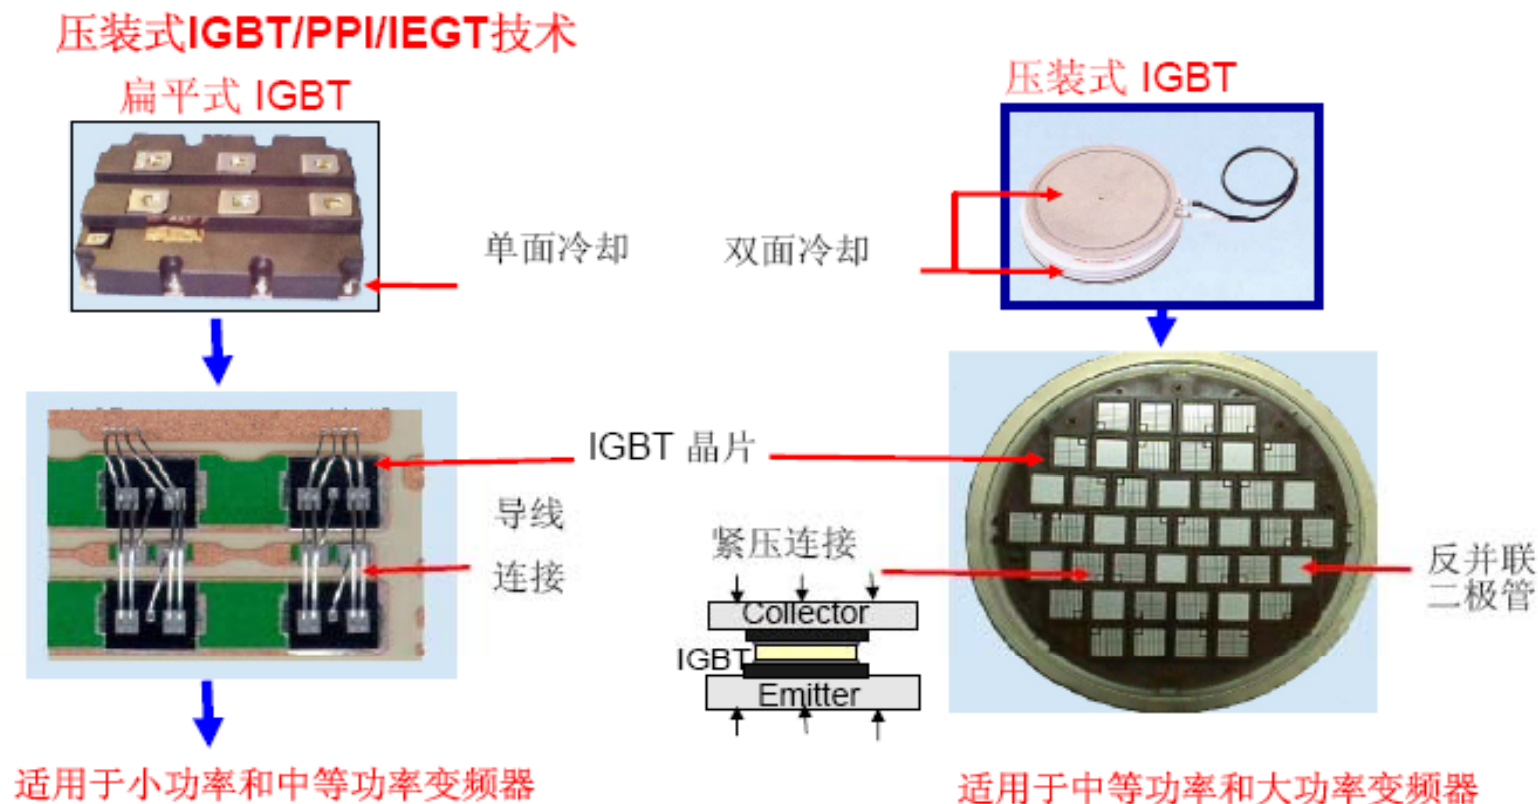 压装式IGBT/PPI/IEGT技术
扁平式 IGBT
压装式 IGBT
单面冷却
双面冷却
IGBT 晶片
导线
连接
紧压连接
Collector
IGBT
Emitter
反并联
二极管
适用于小功率和中等功率变频器
适用于中等功率和大功率变频器